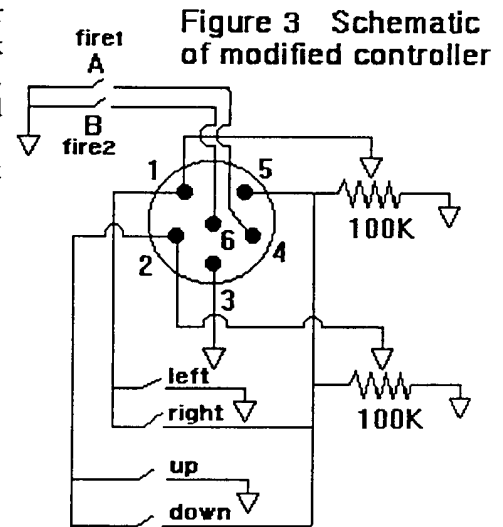 Figure 3 Schematic
of modified controller
fire1
A
B
fire2
1
5
100K
6
2
4
3
left
right
100K
up
down